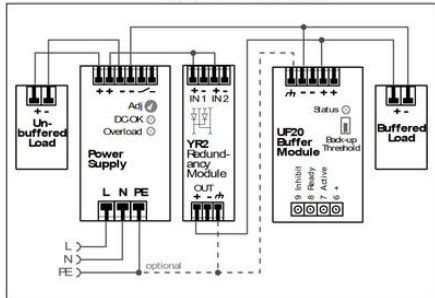 + -
Un-
buffered
Load
+ + - -
Adj
DC-OK
Overload
Power
Supply
L N PE
+ - + -
IN 1 IN 2
YR2
Redund-
ancy
Module
OUT
+ -
- - + +
Status
UF20
Buffer
Module
Back-up
Threshold
9 Inhibit
8 Ready
7 Active
6 +
+ -
Buffered
Load
L
N
PE
optional